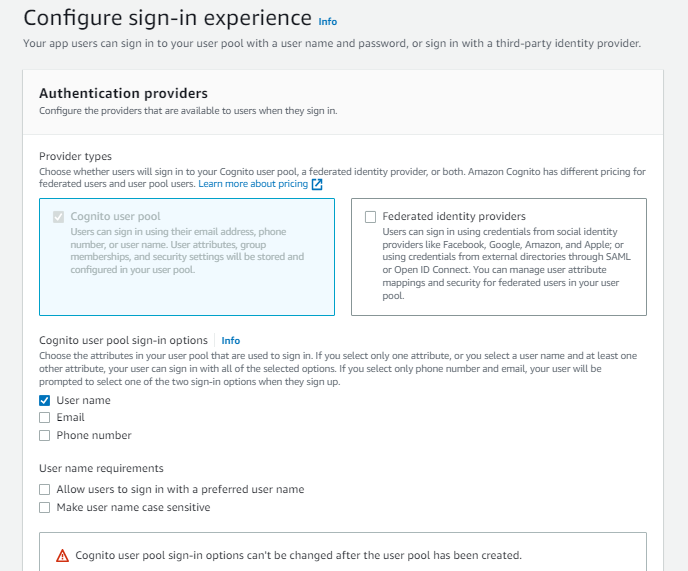 Configure sign-in experience Info
Your app users can sign in to your user pool with a user name and password, or sign in with a third-party identity provider.
Authentication providers
Configure the providers that are available to users when they sign in.
Provider types
Choose whether users will sign in to your Cognito user pool, a federated identity provider, or both. Amazon Cognito has different pricing for
federated users and user pool users. Learn more about pricing
Cognito user pool
Users can sign in using their email address, phone
number, or user name. User attributes, group
memberships, and security settings will be stored and
configured in your user pool.
Federated identity providers
Users can sign in using credentials from social identity
providers like Facebook, Google, Amazon, and Apple; or
using credentials from external directories through SAML
or Open ID Connect. You can manage user attribute
mappings and security for federated users in your user
pool.
Cognito user pool sign-in options Info
Choose the attributes in your user pool that are used to sign in. If you select only one attribute, or you select a user name and at least one
other attribute, your user can sign in with all of the selected options. If you select only phone number and email, your user will be
prompted to select one of the two sign-in options when they sign up.
User name
Email
Phone number
User name requirements
Allow users to sign in with a preferred user name
Make user name case sensitive
Cognito user pool sign-in options can't be changed after the user pool has been created.